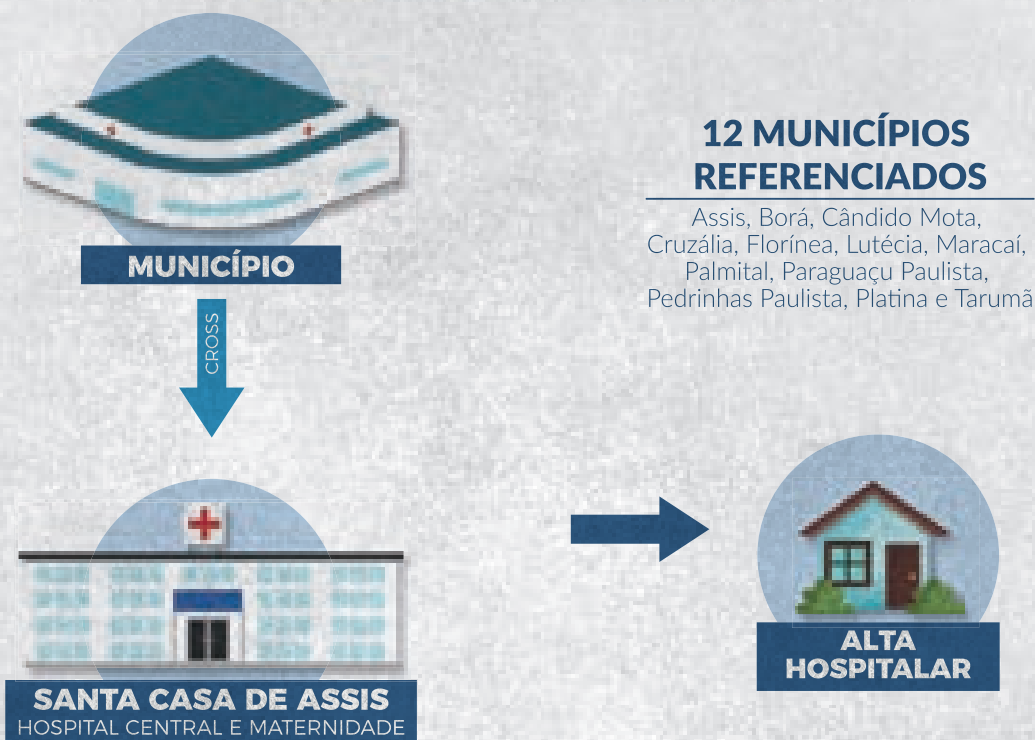 12 MUNICÍPIOS
REFERENCIADOS
Assis, Borá, Cândido Mota,
Cruzália, Florínea, Lutécia, Maracaí,
Palmital, Paraguaçu Paulista,
Pedrinhas Paulista, Platina e Tarumã
MUNICÍPIO
CROSS
SANTA CASA DE ASSIS
HOSPITAL CENTRAL E MATERNIDADE
ALTA
HOSPITALAR